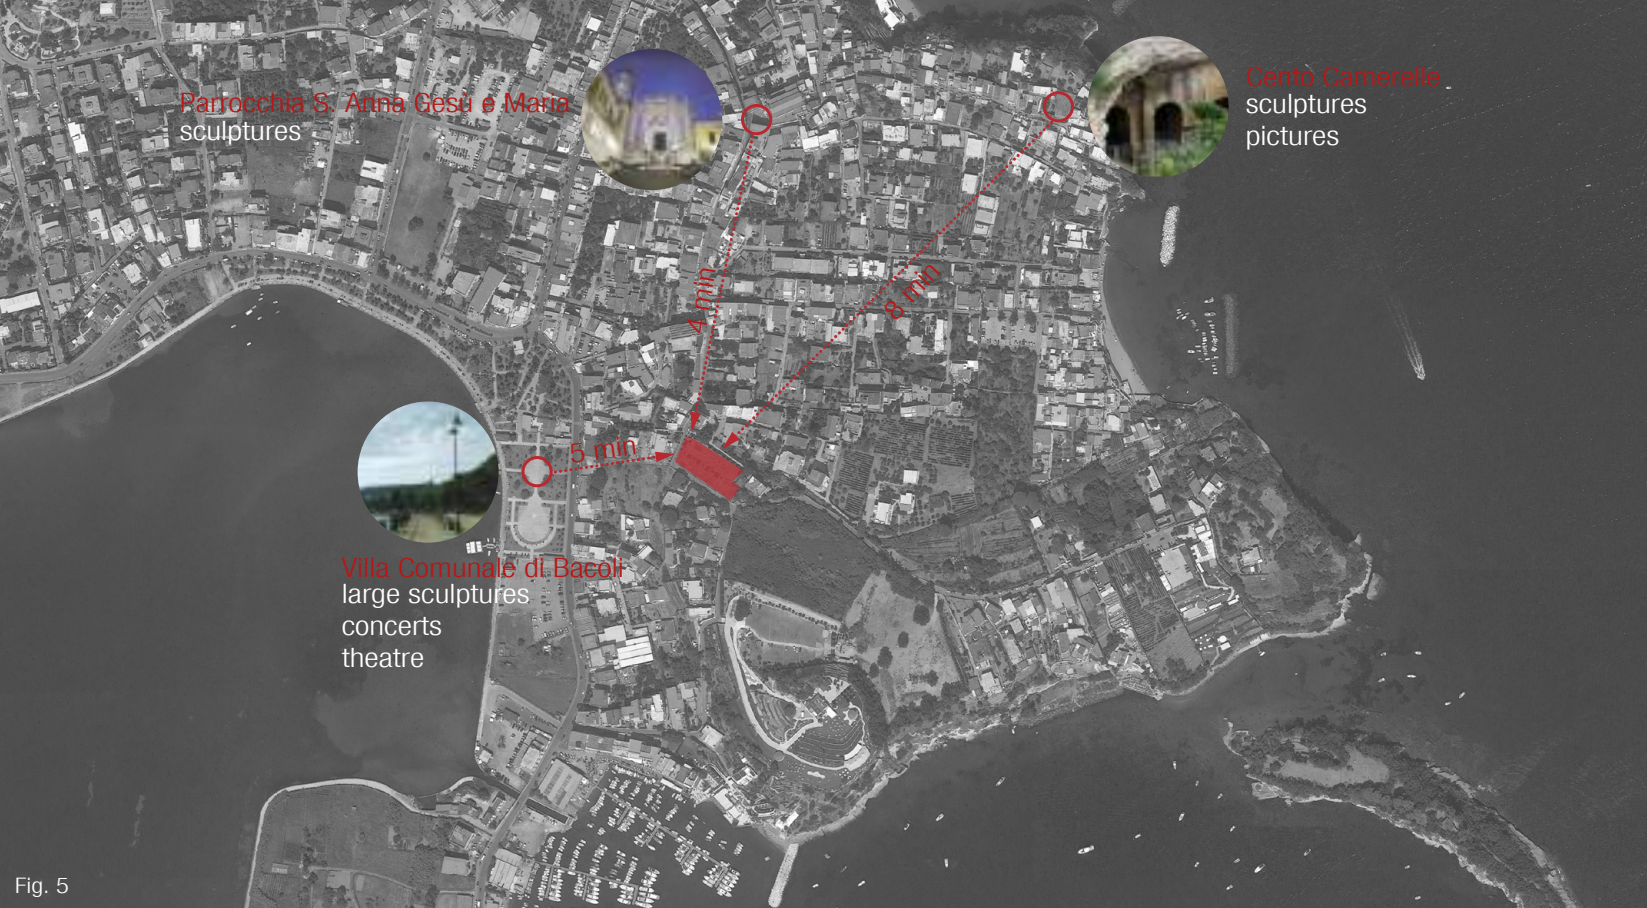 Parrocchia S. Anna Gesù e Maria
sculptures
Cento Camerelle
sculptures
pictures
4 min
8 min
5 min
Villa Comunale di Bacoli
large sculptures
concerts
theatre
Fig. 5